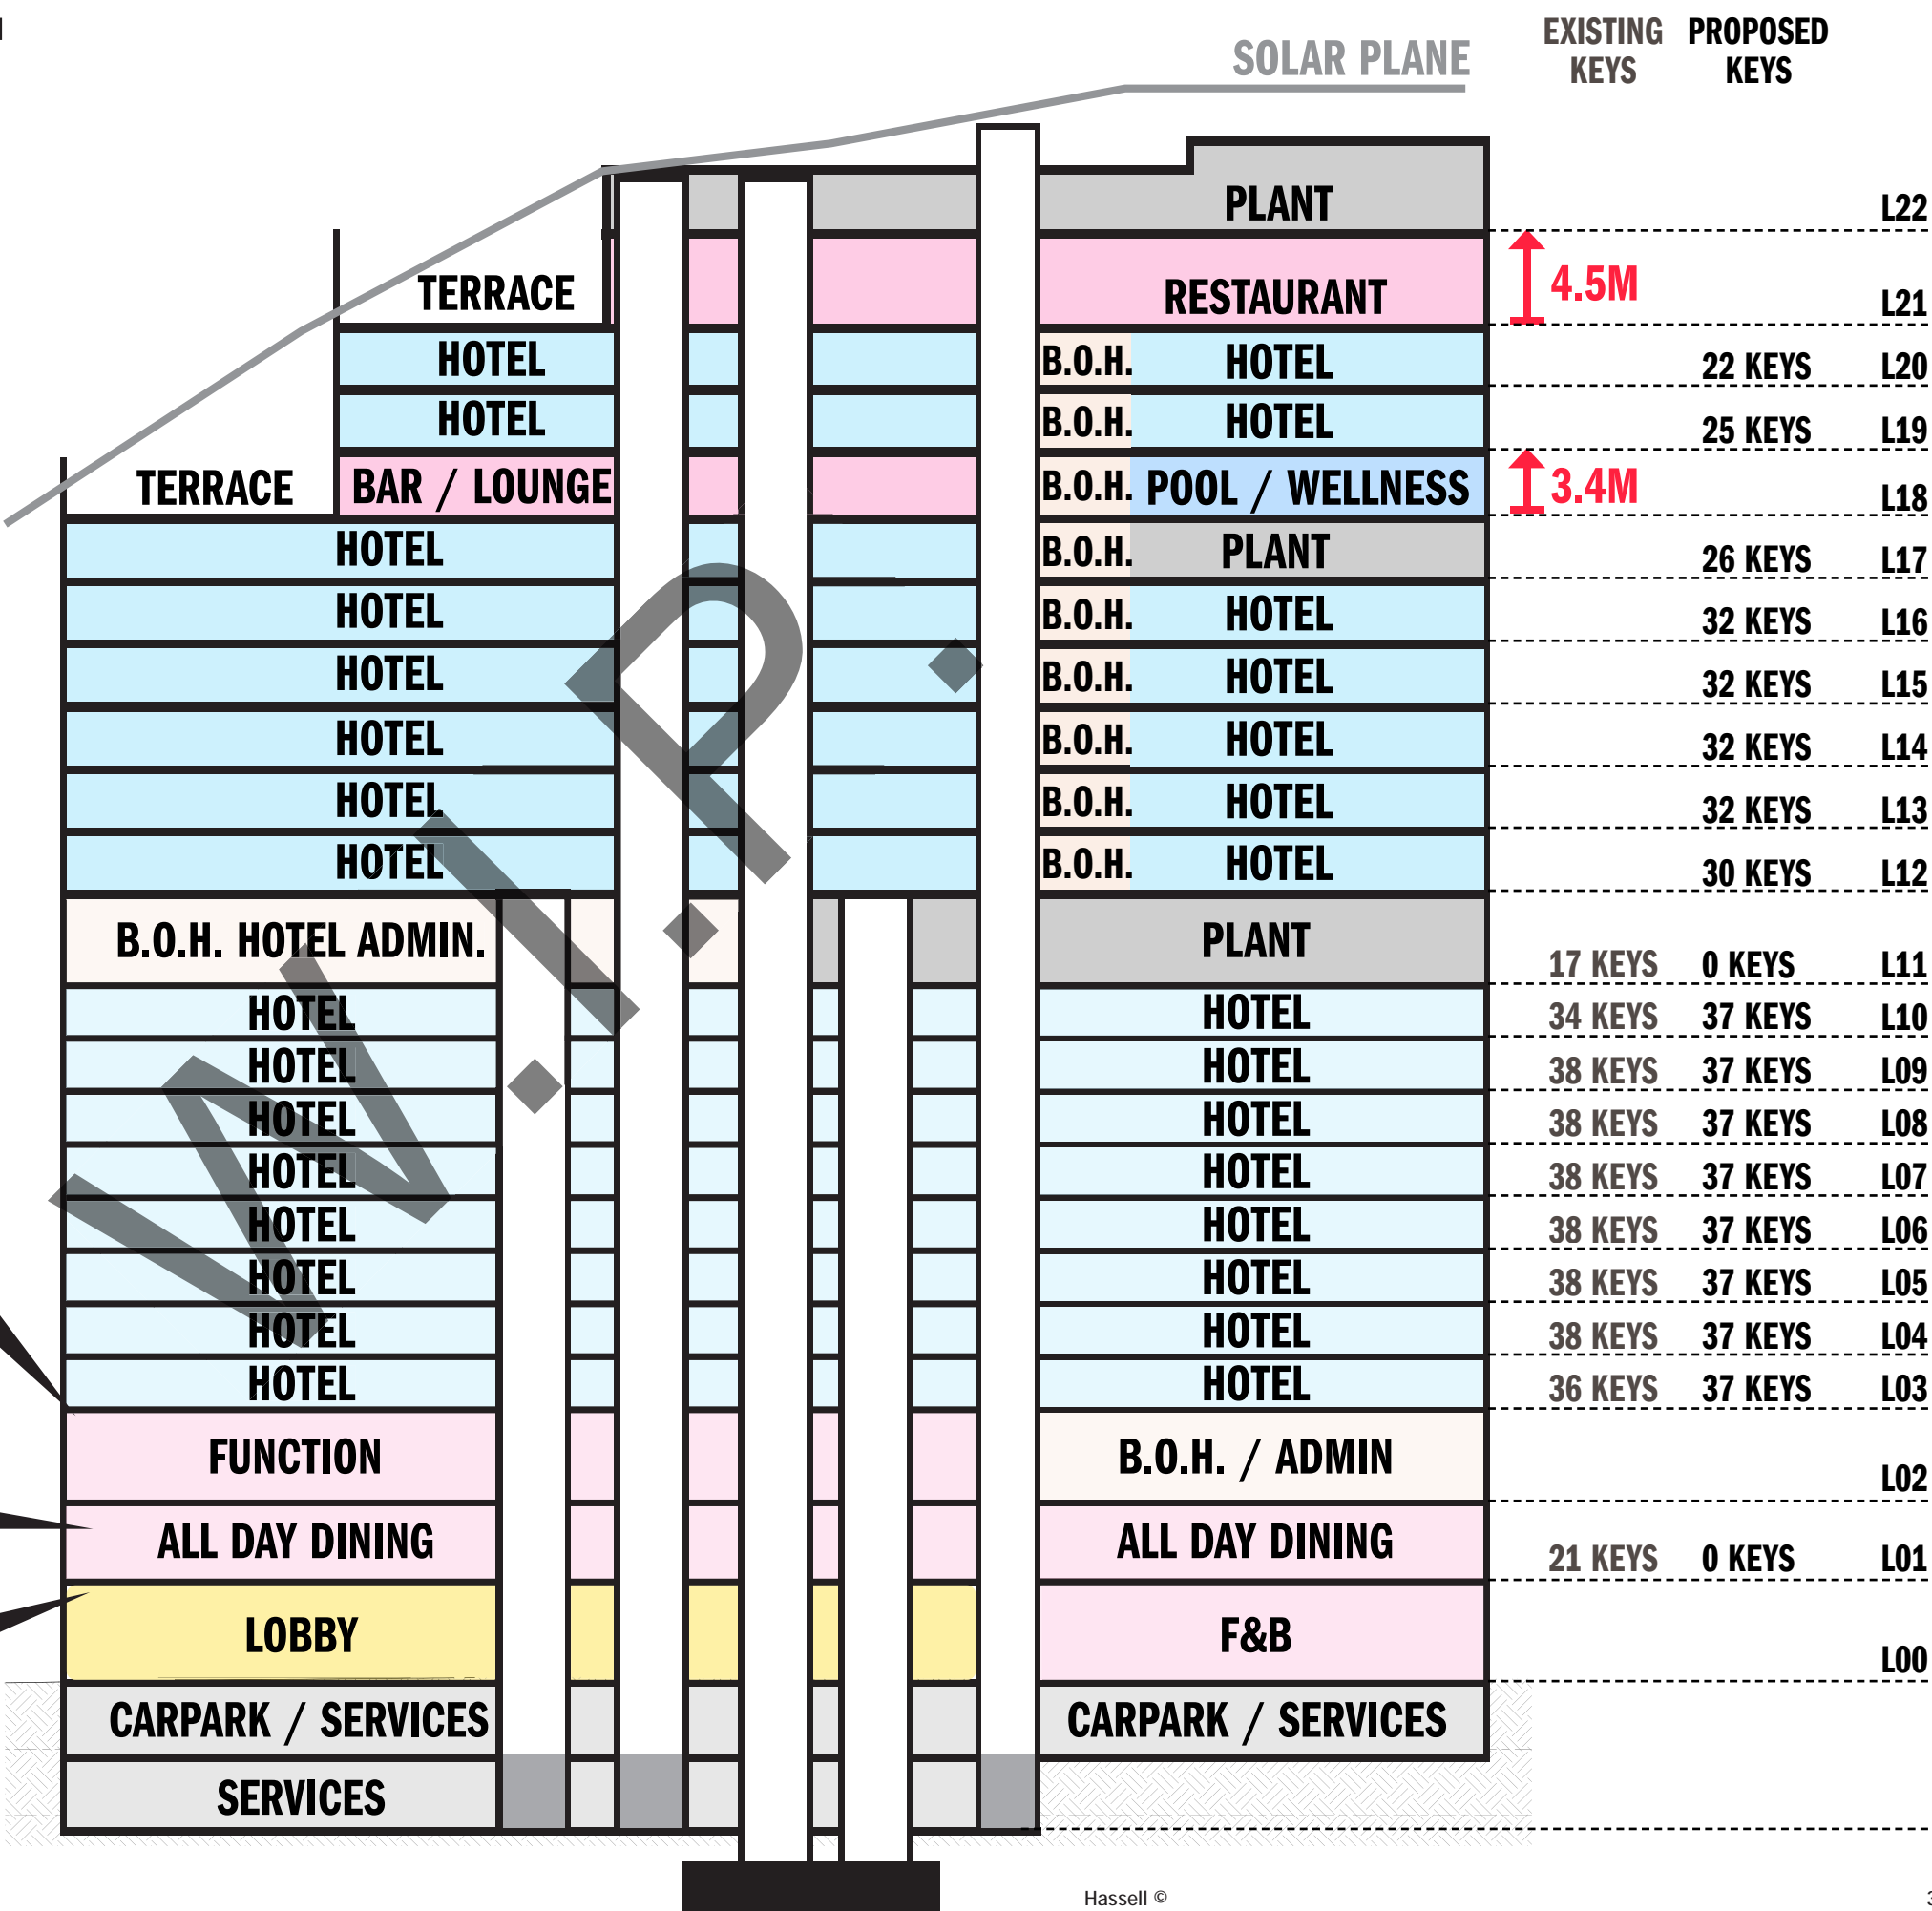 EXISTING KEYS PROPOSED KEYS
SOLAR PLANE
PLANT L22
TERRACE RESTAURANT 4.5M L21
HOTEL B.O.H. HOTEL 22 KEYS L20
HOTEL B.O.H. HOTEL 25 KEYS L19
TERRACE BAR / LOUNGE B.O.H. POOL / WELLNESS 3.4M L18
HOTEL B.O.H. PLANT 26 KEYS L17
HOTEL B.O.H. HOTEL 32 KEYS L16
HOTEL B.O.H. HOTEL 32 KEYS L15
HOTEL B.O.H. HOTEL 32 KEYS L14
HOTEL B.O.H. HOTEL 32 KEYS L13
HOTEL B.O.H. HOTEL 30 KEYS L12
B.O.H. HOTEL ADMIN. PLANT 17 KEYS 0 KEYS L11
HOTEL HOTEL 34 KEYS 37 KEYS L10
HOTEL HOTEL 38 KEYS 37 KEYS L09
HOTEL HOTEL 38 KEYS 37 KEYS L08
HOTEL HOTEL 38 KEYS 37 KEYS L07
HOTEL HOTEL 38 KEYS 37 KEYS L06
HOTEL HOTEL 38 KEYS 37 KEYS L05
HOTEL HOTEL 38 KEYS 37 KEYS L04
HOTEL HOTEL 36 KEYS 37 KEYS L03
FUNCTION B.O.H. / ADMIN L02
ALL DAY DINING ALL DAY DINING 21 KEYS 0 KEYS L01
LOBBY F&B L00
CARPARK / SERVICES CARPARK / SERVICES
SERVICES
W.I.P.
Hassell ©